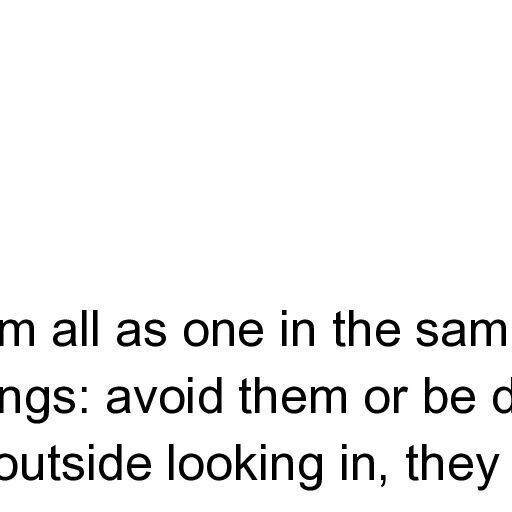 m all as one in the sam
ngs: avoid them or be d
outside looking in, they